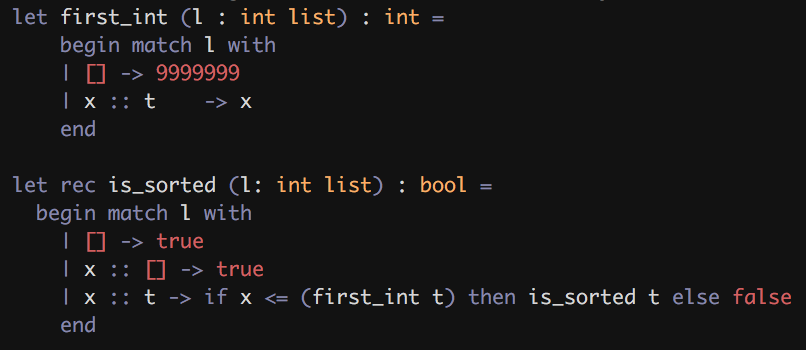 let first_int (l : int list) : int =
    begin match l with
    | [] -> 9999999
    | x :: t    -> x
    end

let rec is_sorted (l: int list) : bool =
  begin match l with
    | [] -> true
    | x :: [] -> true
    | x :: t -> if x <= (first_int t) then is_sorted t else false
    end